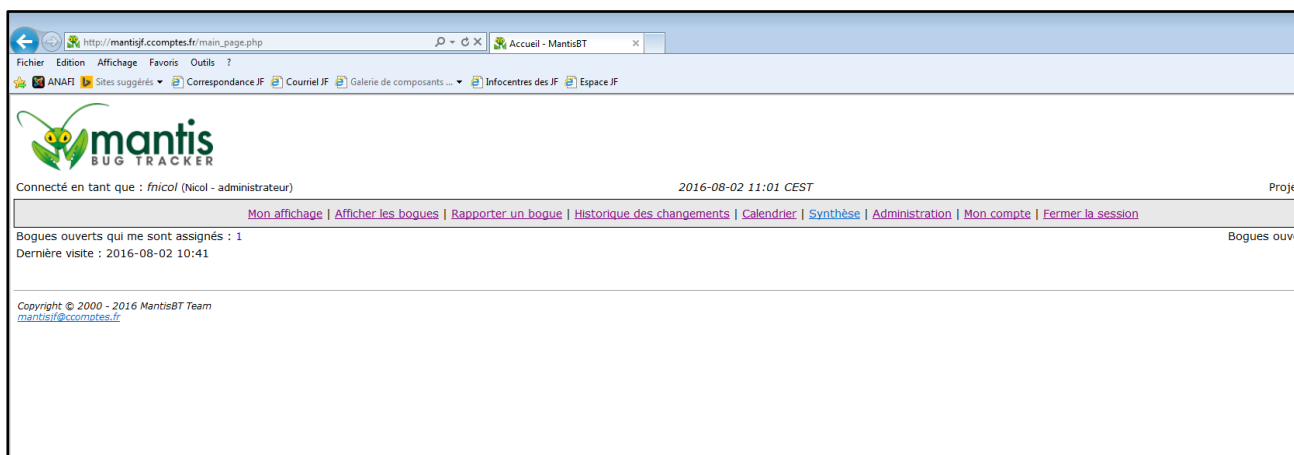 http://mantisjf.ccomptes.fr/main_page.php Accueil - MantisBT
Fichier Edition Affichage Favoris Outils ?
ANAFI Sites suggérés Correspondance JF Courriel JF Galerie de composants ... Infocentres des JF Espace JF
mantis
BUG TRACKER
Connecté en tant que : fnicol (Nicol - administrateur) 2016-08-02 11:01 CEST Proje
Mon affichage | Afficher les bogues | Rapporter un bogue | Historique des changements | Calendrier | Synthèse | Administration | Mon compte | Fermer la session
Bogues ouverts qui me sont assignés : 1 Bogues ouve
Dernière visite : 2016-08-02 10:41
Copyright © 2000 - 2016 MantisBT Team
mantisjf@ccomptes.fr